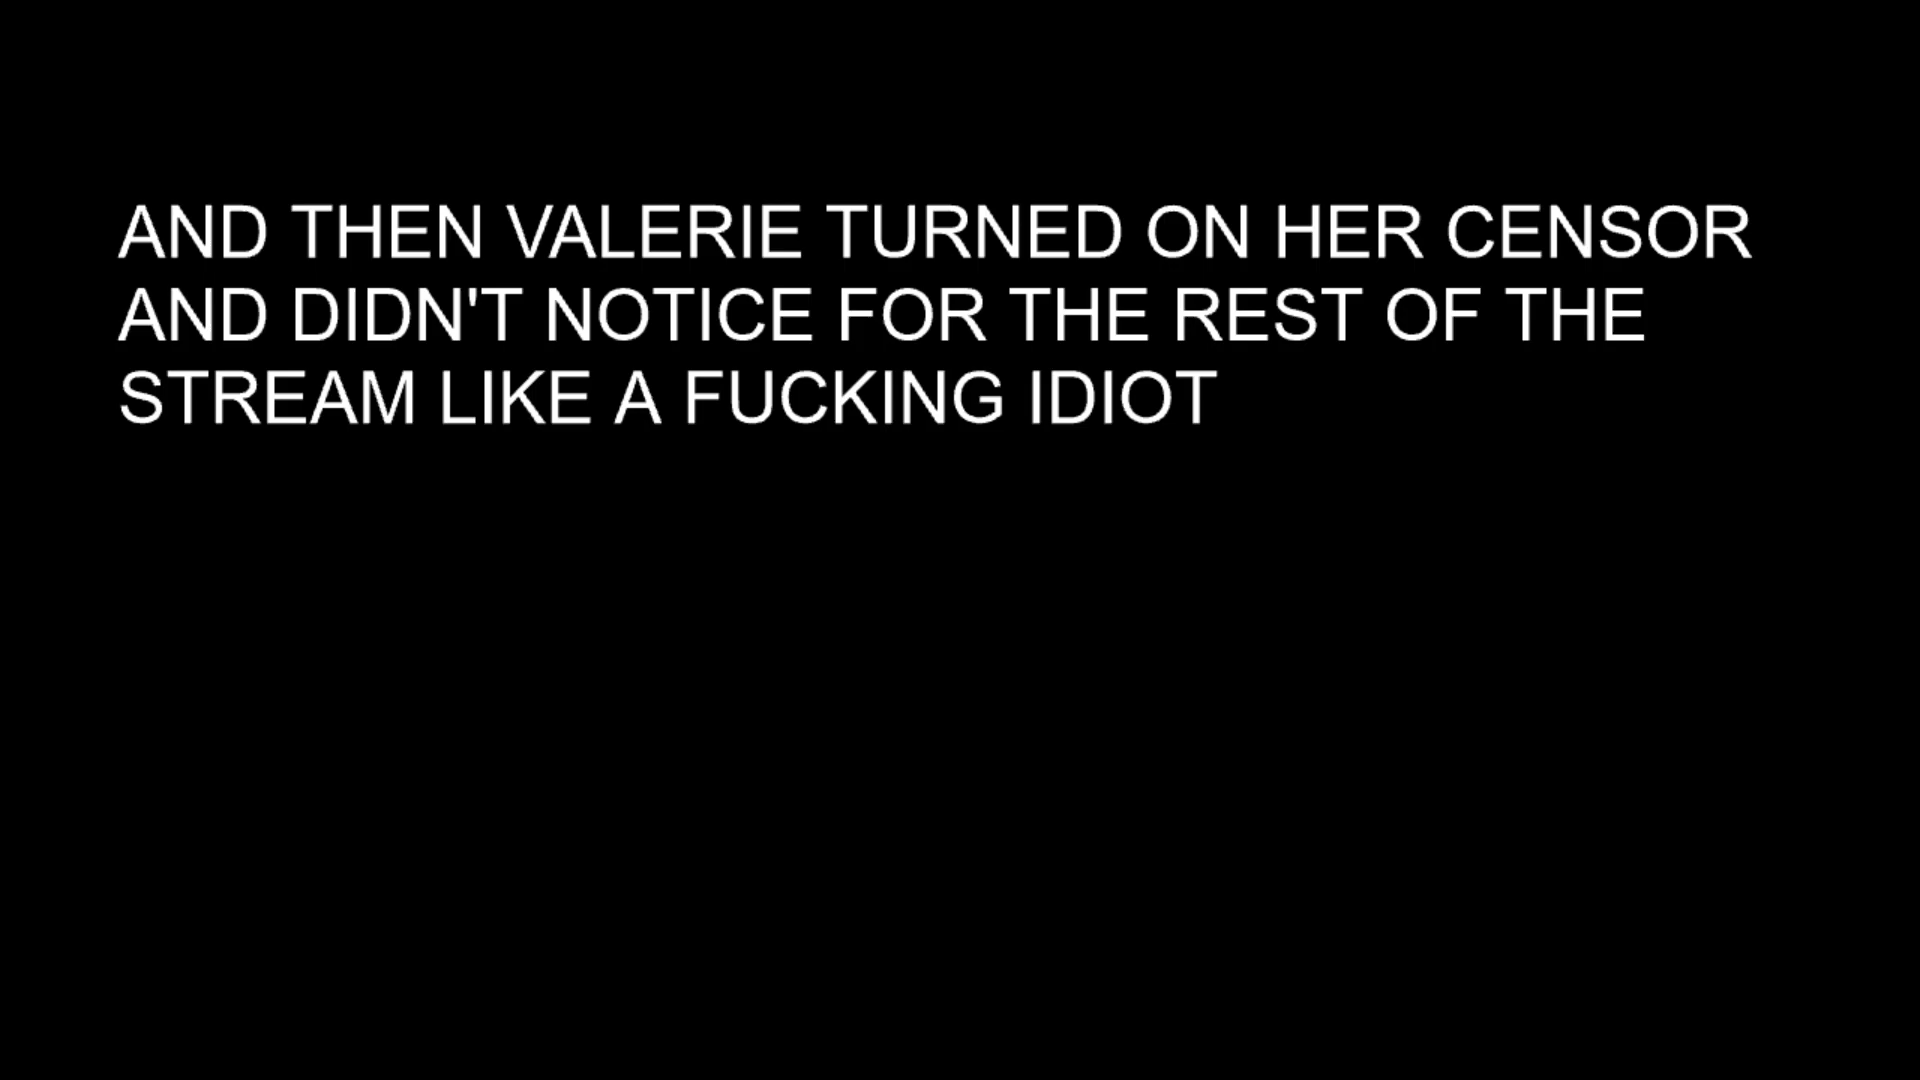 AND THEN VALERIE TURNED ON HER CENSOR
AND DIDN'T NOTICE FOR THE REST OF THE
STREAM LIKE A FUCKING IDIOT